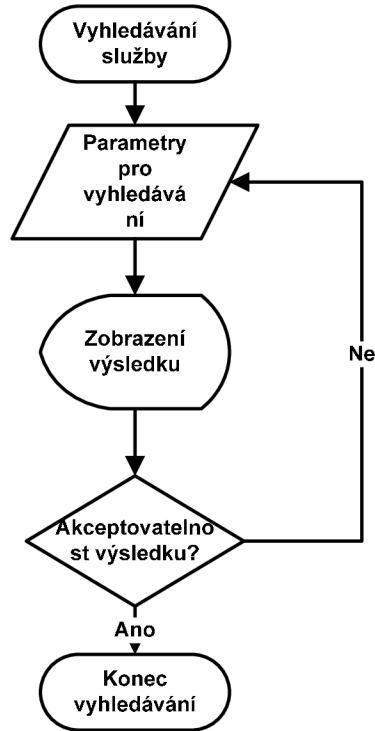 Vyhledávání
služby
Parametry
pro
vyhledává
ní
Zobrazení
výsledku
Ne
Akceptovatelno
st výsledku?
Ano
Konec
vyhledávání